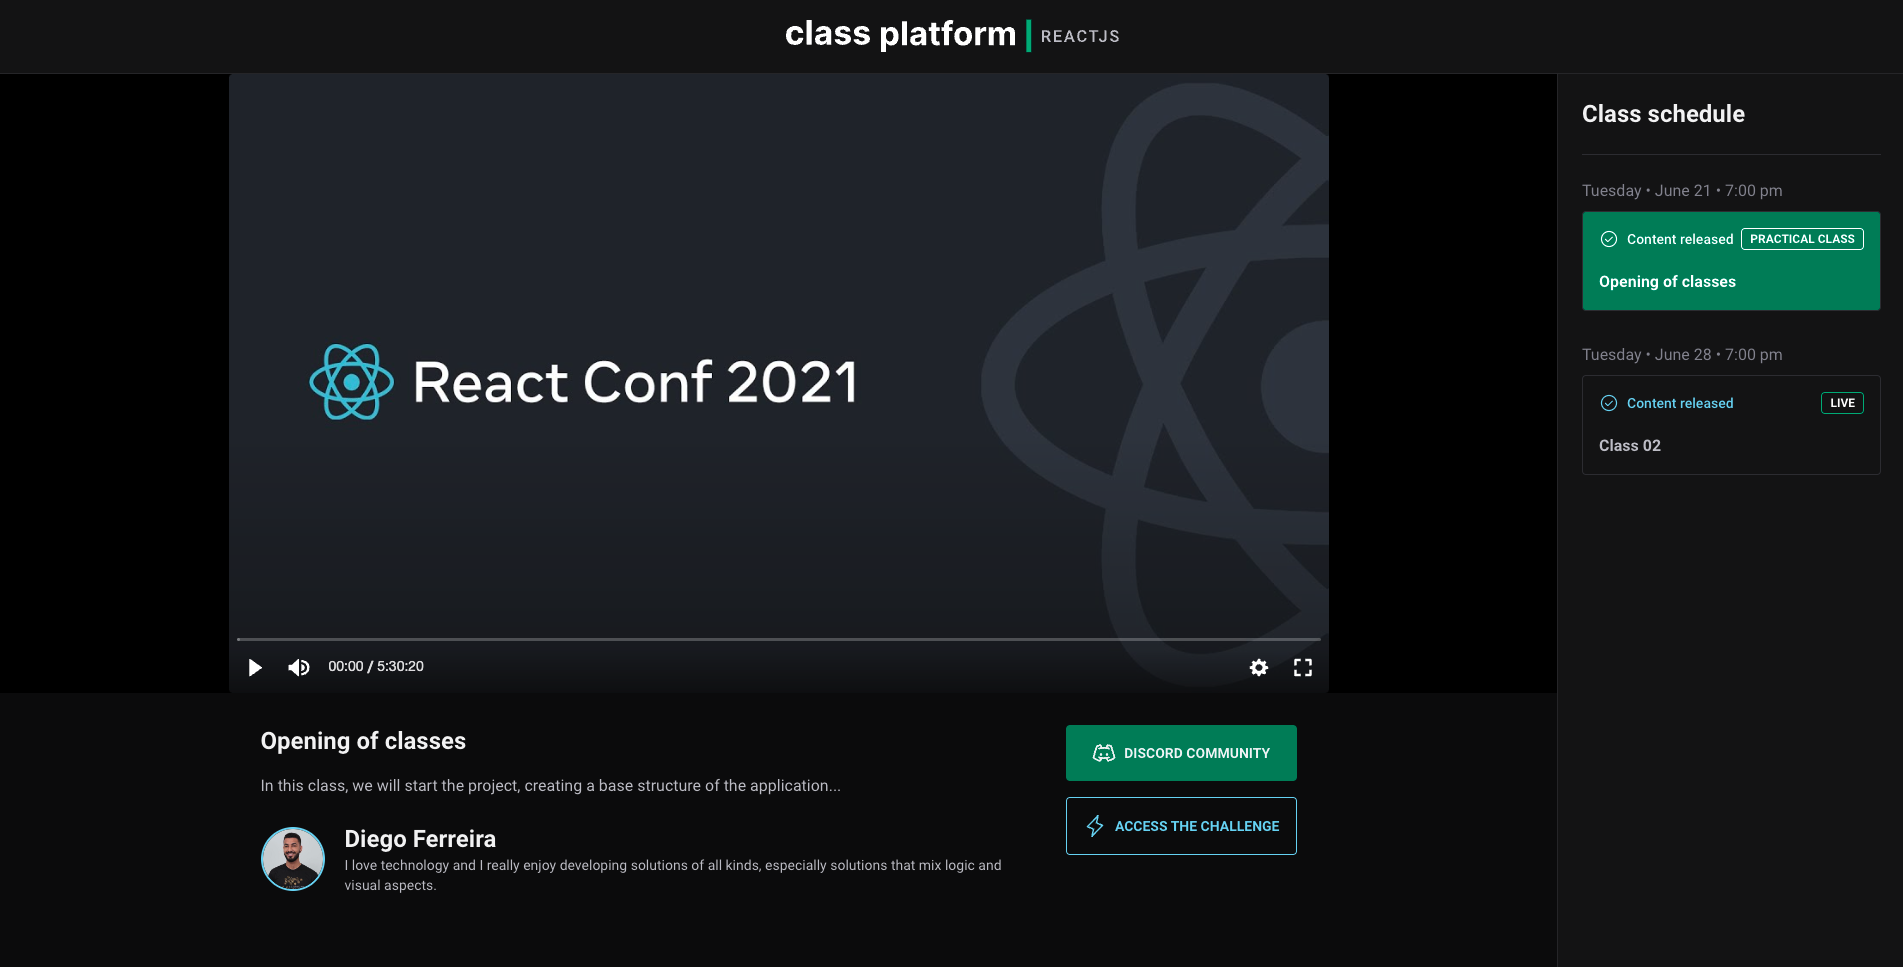 class platform REACTJS
React Conf 2021
00:00 / 5:30:20
Opening of classes
In this class, we will start the project, creating a base structure of the application...
Diego Ferreira
I love technology and I really enjoy developing solutions of all kinds, especially solutions that mix logic and
visual aspects.
DISCORD COMMUNITY
ACCESS THE CHALLENGE
Class schedule
Tuesday • June 21 • 7:00 pm
Content released PRACTICAL CLASS
Opening of classes
Tuesday • June 28 • 7:00 pm
Content released LIVE
Class 02